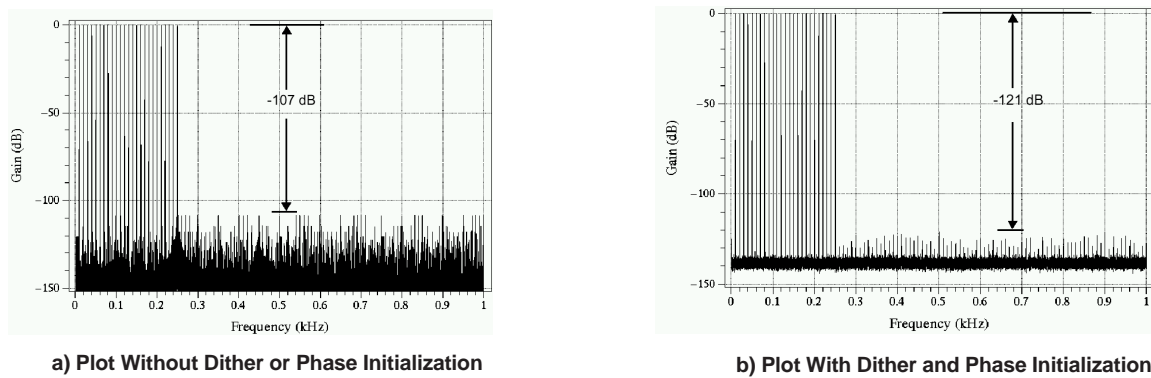 0
−50
−100
−150
Gain (dB)
-107 dB
0 0.1 0.2 0.3 0.4 0.5 0.6 0.7 0.8 0.9 1
Frequency (kHz)
a) Plot Without Dither or Phase Initialization
0
−50
−100
−150
Gain (dB)
-121 dB
0 0.1 0.2 0.3 0.4 0.5 0.6 0.7 0.8 0.9 1
Frequency (kHz)
b) Plot With Dither and Phase Initialization